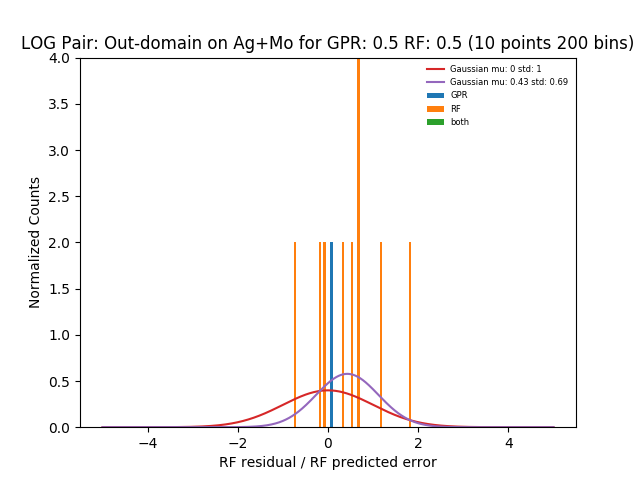 LOG Pair: Out-domain on Ag+Mo for GPR: 0.5 RF: 0.5 (10 points 200 bins)
Gaussian mu: 0 std: 1
Gaussian mu: 0.43 std: 0.69
GPR
RF
both
Normalized Counts
4.0
3.5
3.0
2.5
2.0
1.5
1.0
0.5
0.0
−4
−2
0
2
4
RF residual / RF predicted error